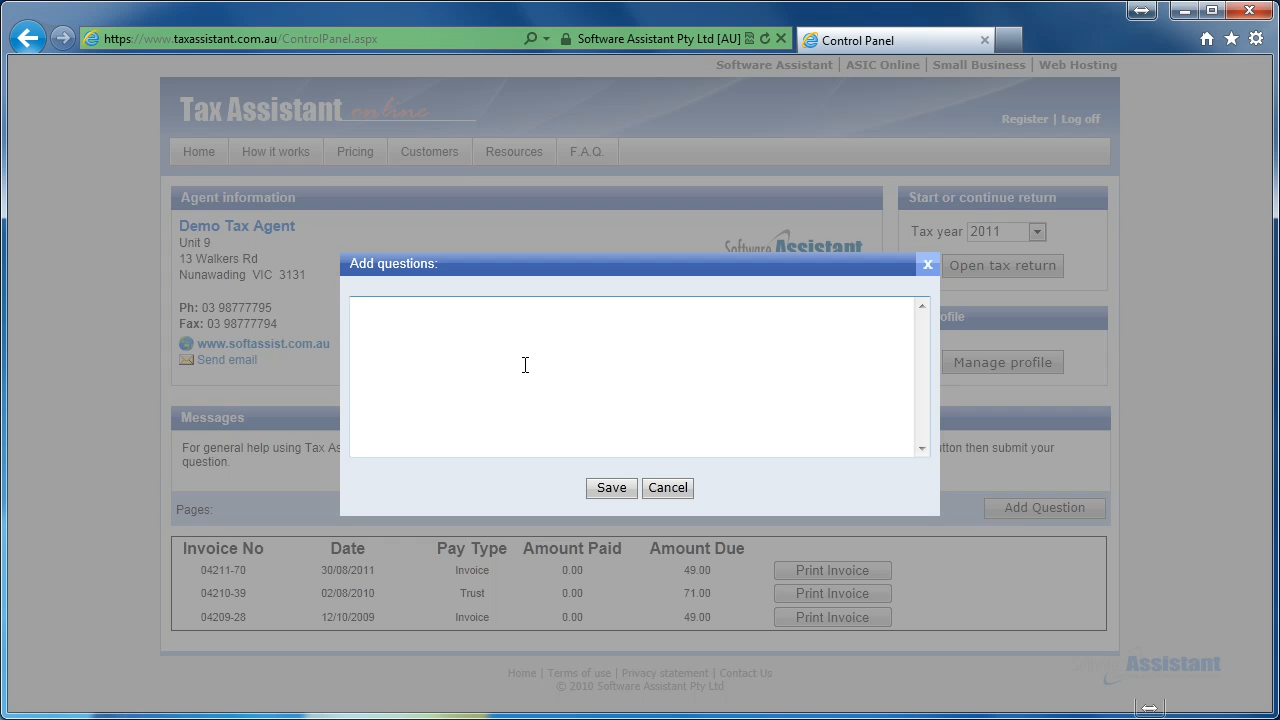 https://www.taxassistant.com.au/ControlPanel.aspx
Software Assistant Pty Ltd [AU]
Control Panel
Software Assistant | ASIC Online | Small Business | Web Hosting
Tax Assistant online
Register | Log off
Home
How it works
Pricing
Customers
Resources
F.A.Q.
Agent information
Start or continue return
Demo Tax Agent
Unit 9
13 Walkers Rd
Nunawading VIC 3131
Ph: 03 98777795
Fax: 03 98777794
www.softassist.com.au
Send email
Software Assistant
Tax year 2011
Open tax return
ofile
Manage profile
Add questions:
x
Save
Cancel
Messages
For general help using Tax As
tton then submit your
question.
Pages:
Add Question
Invoice No Date Pay Type Amount Paid Amount Due
04211-70 30/08/2011 Invoice 0.00 49.00 Print Invoice
04210-39 02/08/2010 Trust 0.00 71.00 Print Invoice
04209-28 12/10/2009 Invoice 0.00 49.00 Print Invoice
Home | Terms of use | Privacy statement | Contact Us
© 2010 Software Assistant Pty Ltd
Assistant